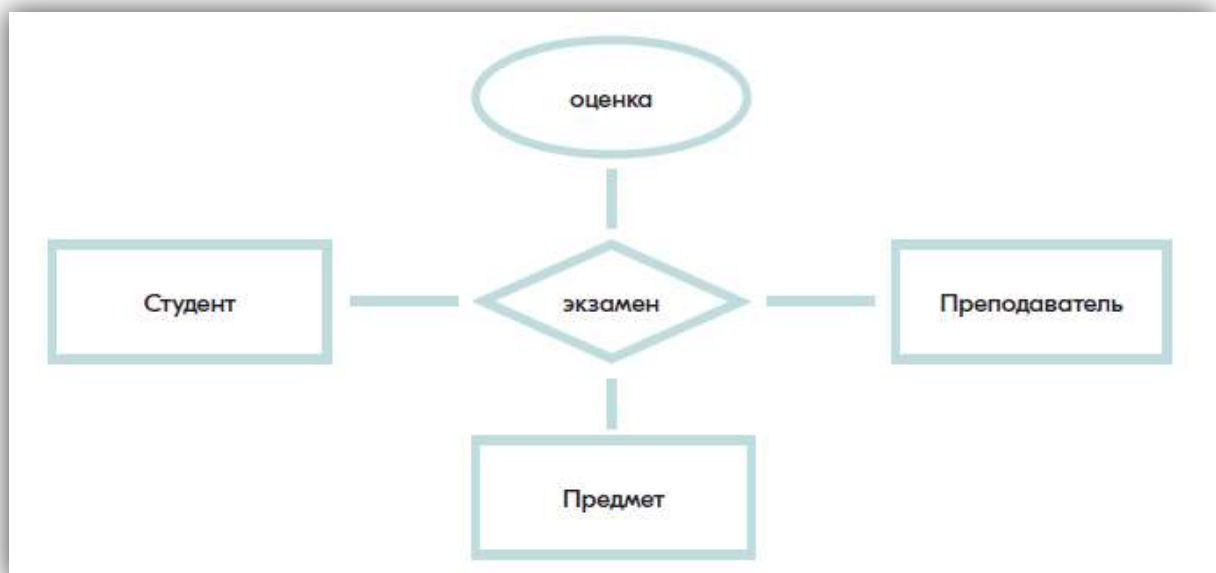 оценка
Студент
экзамен
Преподаватель
Предмет